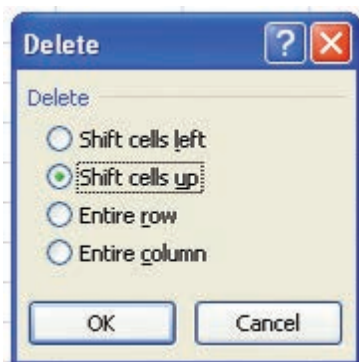 Delete
Delete
Shift cells left
Shift cells up
Entire row
Entire column
OK Cancel